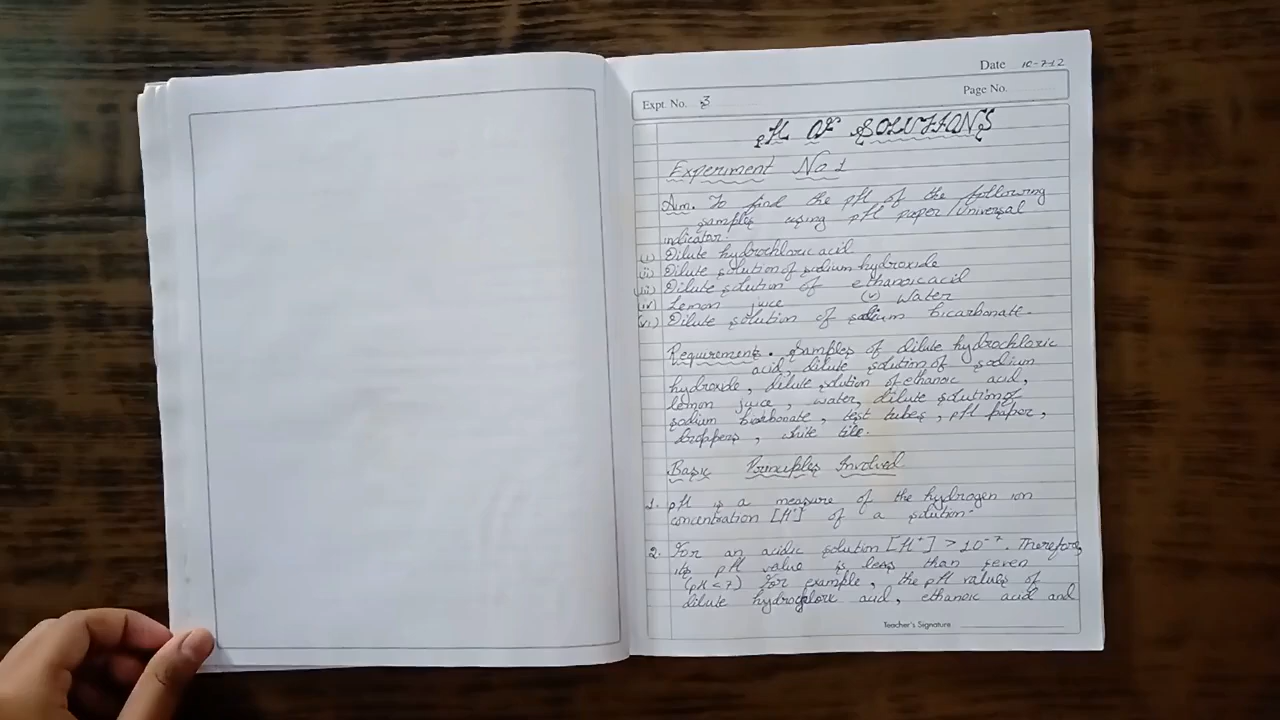 Date 10-7-12
Page No.
Expt. No. 3
pH OF SOLUTIONS
Experiment No 1
Aim. To find the pH of the following
samples using pH paper/universal
indicator.
(i) Dilute hydrochloric acid
(ii) Dilute solution of sodium hydroxide
(iii) Dilute solution of ethanoic acid
(iv) Lemon juice (v) Water
(vi) Dilute solution of sodium bicarbonate.
Requirements. Samples of dilute hydrochloric
acid, dilute solution of sodium
hydroxide, dilute solution of ethanoic acid,
lemon juice, water, dilute solution of
sodium bicarbonate, test tubes, pH paper,
droppers, white tile.
Basic Principles Involved
1. pH is a measure of the hydrogen ion
concentration [H⁺] of a solution.
2. For an acidic solution [H⁺] > 10⁻⁷. Therefore,
its pH value is less than seven
(pH < 7) For example, the pH values of
dilute acid, ethanoic acid and
Teacher's Signature